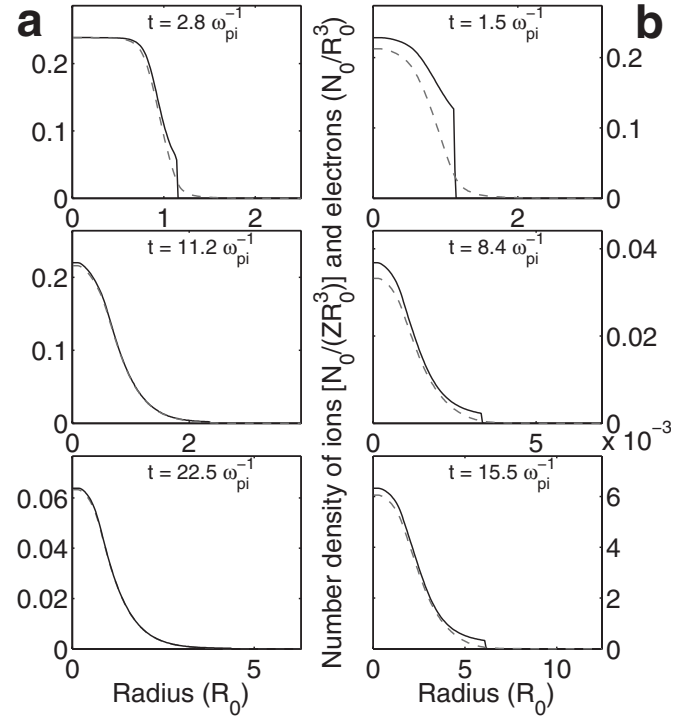 a
b
t = 2.8 ω_pi^-1
0.2
0.1
0
0 1 2
t = 1.5 ω_pi^-1
0.2
0.1
0
0 2
t = 11.2 ω_pi^-1
0.2
0.1
0
0 2
t = 8.4 ω_pi^-1
0.04
0.02
0
0 5
x 10^-3
t = 22.5 ω_pi^-1
0.06
0.04
0.02
0
0 5
Radius (R_0)
t = 15.5 ω_pi^-1
6
4
2
0
0 5 10
Radius (R_0)
Number density of ions [N_0/(ZR_0^3)] and electrons (N_0/R_0^3)